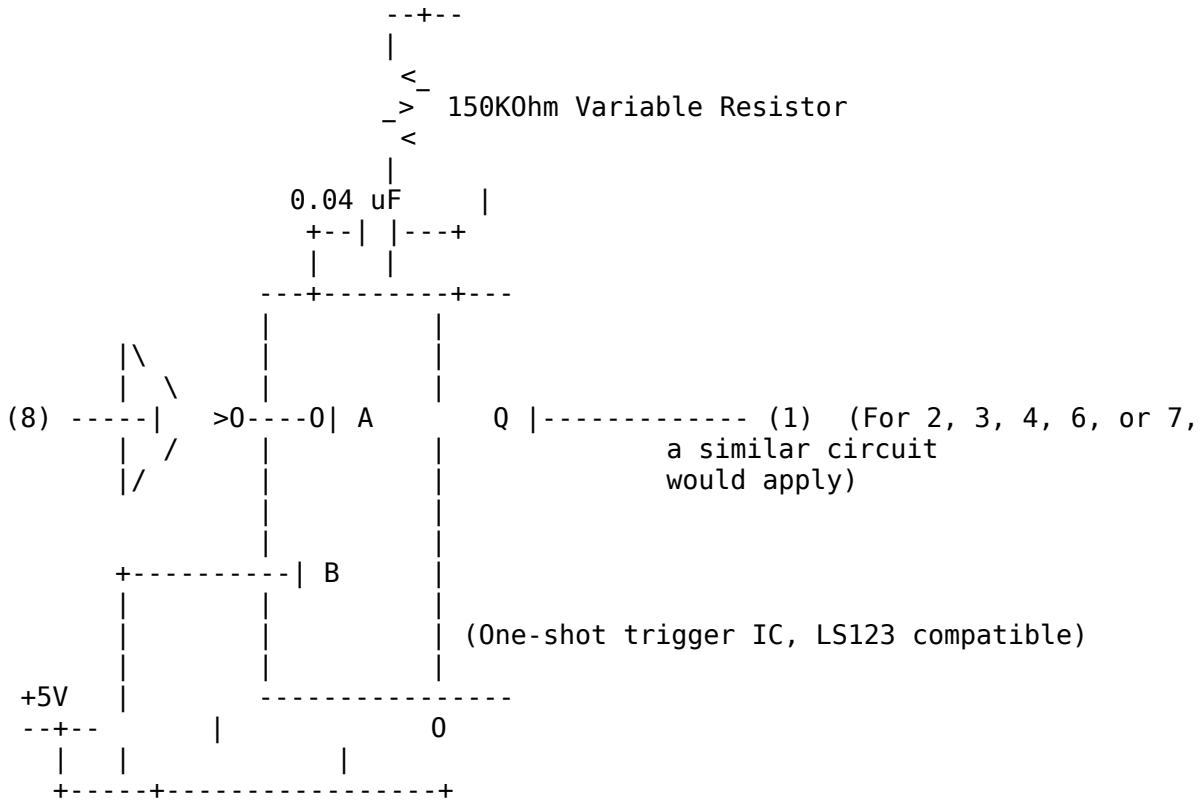 150KOhm Variable Resistor
0.04 uF
(8) >O----O| A Q |------------- (1) (For 2, 3, 4, 6, or 7,
a similar circuit
would apply)
B
(One-shot trigger IC, LS123 compatible)
+5V
O